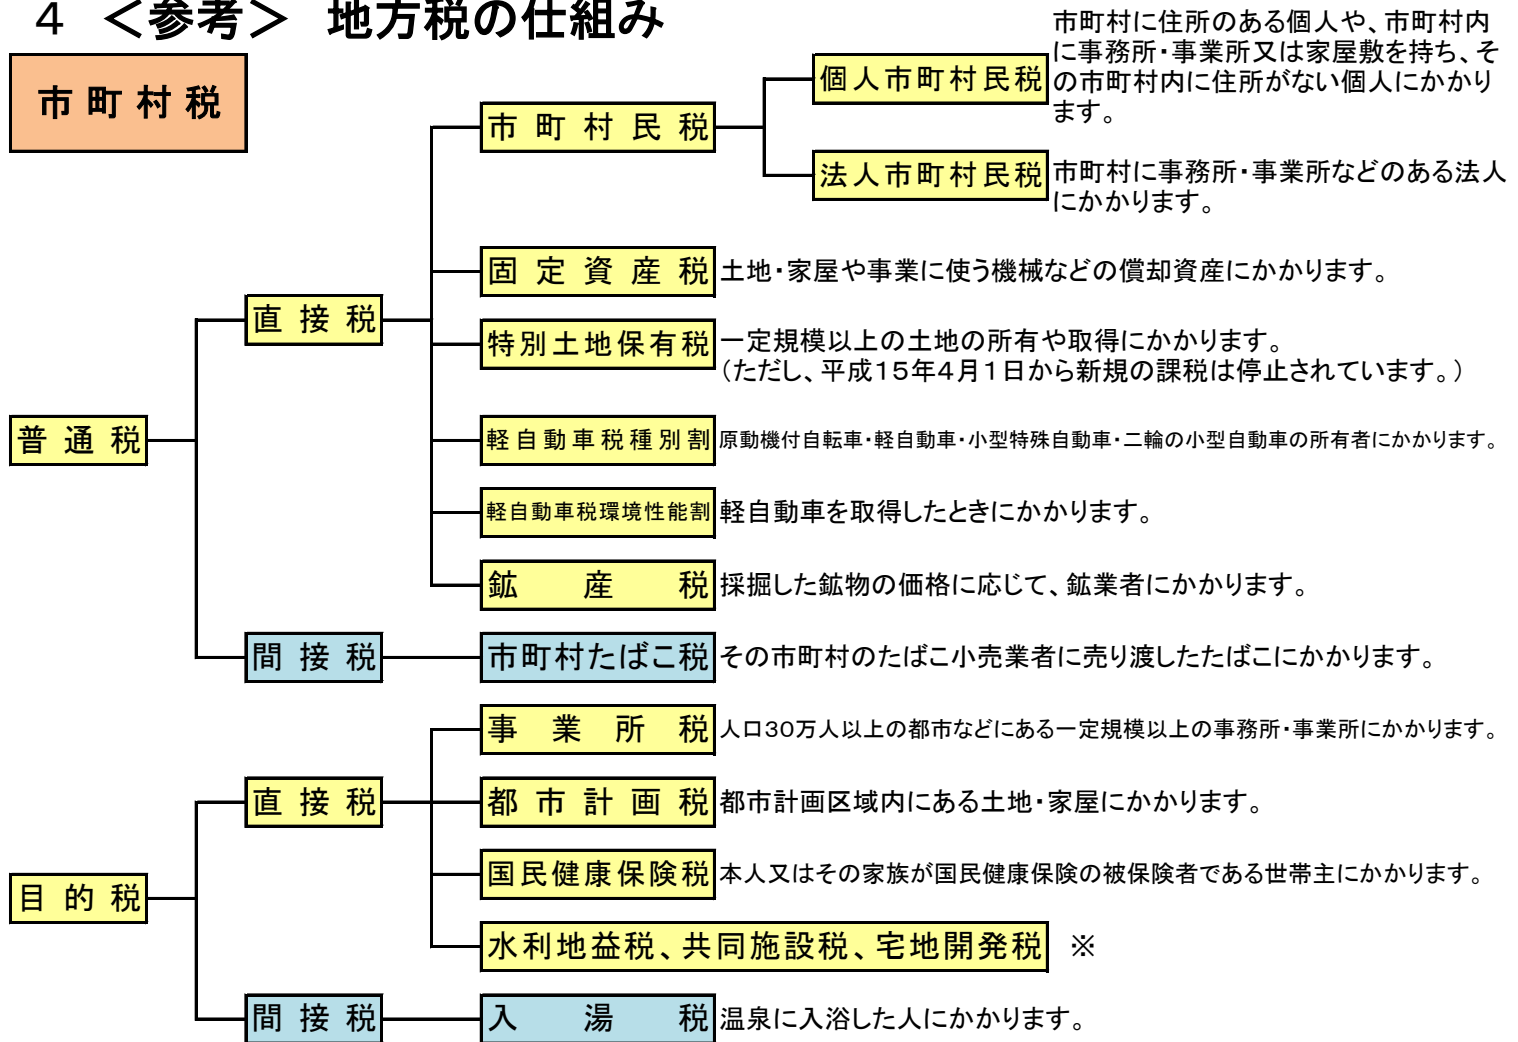 4 ＜参考＞ 地方税の仕組み
市町村税
市町村民税
個人市町村民税
市町村に住所のある個人や、市町村内
に事務所・事業所又は家屋敷を持ち、そ
の市町村内に住所がない個人にかかり
ます。
法人市町村民税
市町村に事務所・事業所などのある法人
にかかります。
固定資産税
土地・家屋や事業に使う機械などの償却資産にかかります。
直接税
特別土地保有税
一定規模以上の土地の所有や取得にかかります。
（ただし、平成15年4月1日から新規の課税は停止されています。）
普通税
軽自動車税種別割
原動機付自転車・軽自動車・小型特殊自動車・二輪の小型自動車の所有者にかかります。
軽自動車税環境性能割
軽自動車を取得したときにかかります。
鉱産税
採掘した鉱物の価格に応じて、鉱業者にかかります。
間接税
市町村たばこ税
その市町村のたばこ小売業者に売り渡したたばこにかかります。
事業所税
人口30万人以上の都市などにある一定規模以上の事務所・事業所にかかります。
直接税
都市計画税
都市計画区域内にある土地・家屋にかかります。
目的税
国民健康保険税
本人又はその家族が国民健康保険の被保険者である世帯主にかかります。
水利地益税、共同施設税、宅地開発税 ※
間接税
入湯税
温泉に入浴した人にかかります。